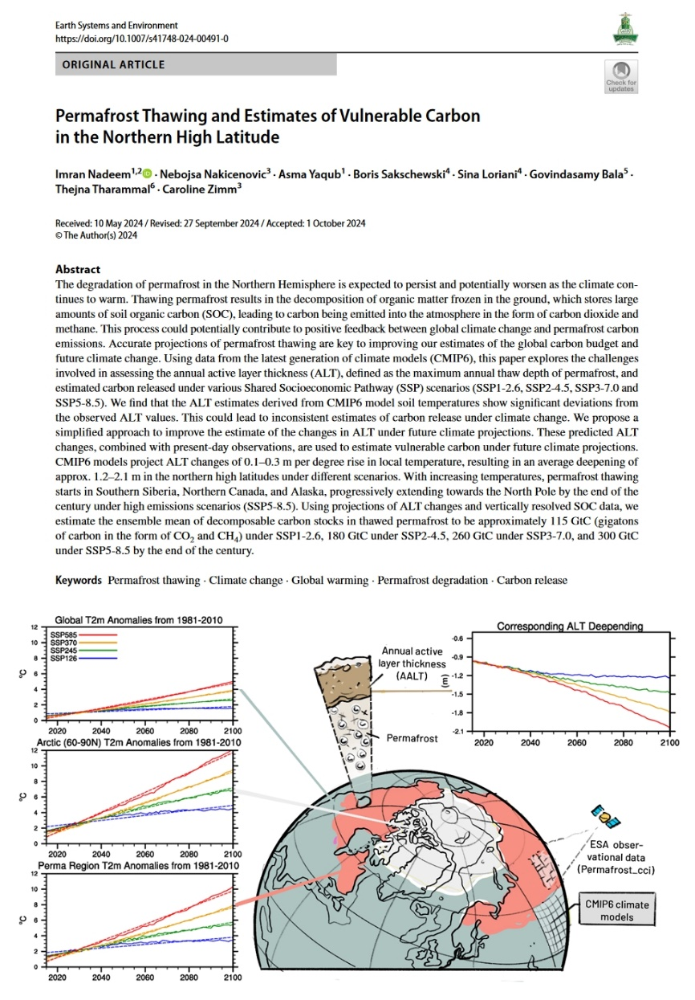 Earth Systems and Environment
https://doi.org/10.1007/s41748-024-00491-0
ORIGINAL ARTICLE
Check for
updates
Permafrost Thawing and Estimates of Vulnerable Carbon
in the Northern High Latitude
Imran Nadeem1,2 iD · Nebojsa Nakicenovic3 · Asma Yaqub1 · Boris Sakschewski4 · Sina Loriani4 · Govindasamy Bala5 ·
Thejna Tharammal6 · Caroline Zimm3
Received: 10 May 2024 / Revised: 27 September 2024 / Accepted: 1 October 2024
© The Author(s) 2024
Abstract
The degradation of permafrost in the Northern Hemisphere is expected to persist and potentially worsen as the climate con-
tinues to warm. Thawing permafrost results in the decomposition of organic matter frozen in the ground, which stores large
amounts of soil organic carbon (SOC), leading to carbon being emitted into the atmosphere in the form of carbon dioxide and
methane. This process could potentially contribute to positive feedback between global climate change and permafrost carbon
emissions. Accurate projections of permafrost thawing are key to improving our estimates of the global carbon budget and
future climate change. Using data from the latest generation of climate models (CMIP6), this paper explores the challenges
involved in assessing the annual active layer thickness (ALT), defined as the maximum annual thaw depth of permafrost, and
estimated carbon released under various Shared Socioeconomic Pathway (SSP) scenarios (SSP1-2.6, SSP2-4.5, SSP3-7.0 and
SSP5-8.5). We find that the ALT estimates derived from CMIP6 model soil temperatures show significant deviations from
the observed ALT values. This could lead to inconsistent estimates of carbon release under climate change. We propose a
simplified approach to improve the estimate of the changes in ALT under future climate projections. These predicted ALT
changes, combined with present-day observations, are used to estimate vulnerable carbon under future climate projections.
CMIP6 models project ALT changes of 0.1–0.3 m per degree rise in local temperature, resulting in an average deepening of
approx. 1.2–2.1 m in the northern high latitudes under different scenarios. With increasing temperatures, permafrost thawing
starts in Southern Siberia, Northern Canada, and Alaska, progressively extending towards the North Pole by the end of the
century under high emissions scenarios (SSP5-8.5). Using projections of ALT changes and vertically resolved SOC data, we
estimate the ensemble mean of decomposable carbon stocks in thawed permafrost to be approximately 115 GtC (gigatons
of carbon in the form of CO2 and CH4) under SSP1-2.6, 180 GtC under SSP2-4.5, 260 GtC under SSP3-7.0, and 300 GtC
under SSP5-8.5 by the end of the century.
Keywords Permafrost thawing · Climate change · Global warming · Permafrost degradation · Carbon release
Global T2m Anomalies from 1981-2010
SSP585
SSP370
SSP245
SSP126
°C
12
10
8
6
4
2
0
2020 2040 2060 2080 2100
Arctic (60-90N) T2m Anomalies from 1981-2010
°C
12
10
8
6
4
2
0
2020 2040 2060 2080 2100
Perma Region T2m Anomalies from 1981-2010
°C
12
10
8
6
4
2
0
2020 2040 2060 2080 2100
Annual active
layer thickness
(AALT)
Permafrost
Corresponding ALT Deepending
(m)
-0.6
-0.9
-1.2
-1.5
-1.8
-2.1
2020 2040 2060 2080 2100
ESA obser-
vational data
(Permafrost_cci)
CMIP6 climate
models